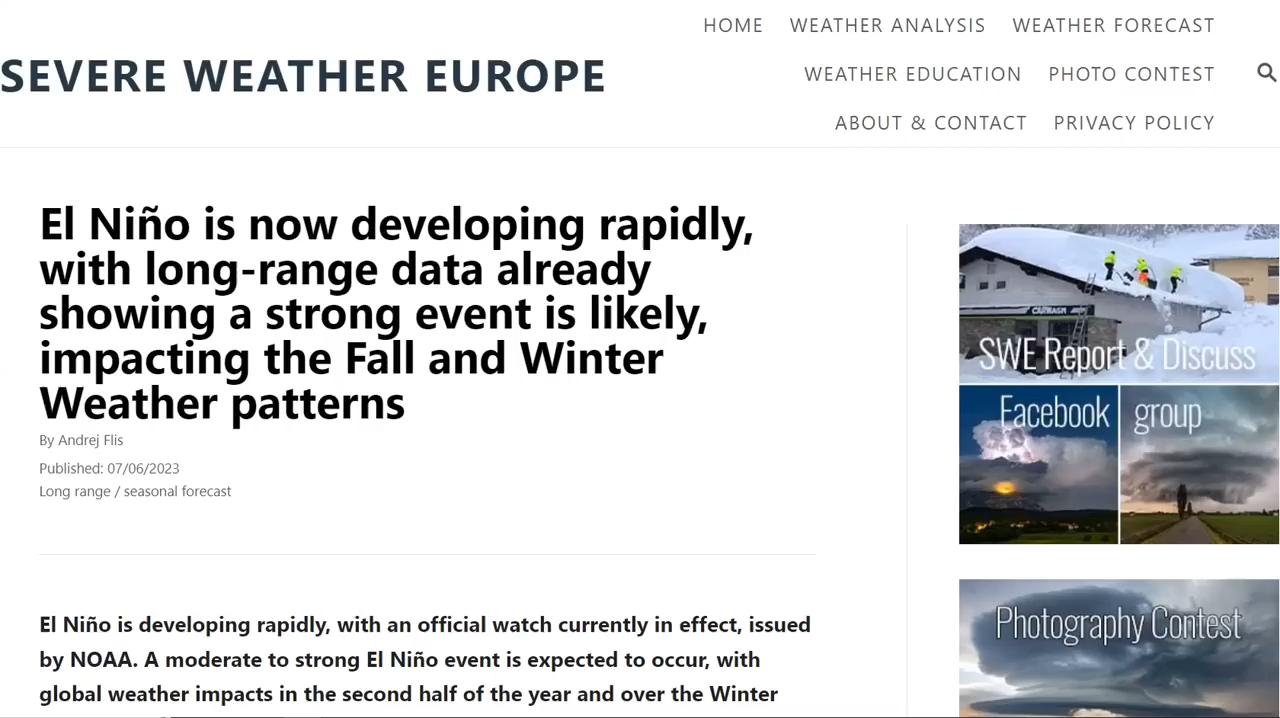 HOME WEATHER ANALYSIS WEATHER FORECAST
SEVERE WEATHER EUROPE
WEATHER EDUCATION PHOTO CONTEST
ABOUT & CONTACT PRIVACY POLICY
El Niño is now developing rapidly,
with long-range data already
showing a strong event is likely,
impacting the Fall and Winter
Weather patterns
By Andrej Flis
Published: 07/06/2023
Long range / seasonal forecast
El Niño is developing rapidly, with an official watch currently in effect, issued
by NOAA. A moderate to strong El Niño event is expected to occur, with
global weather impacts in the second half of the year and over the Winter
SWE Report & Discuss
Facebook group
Photography Contest